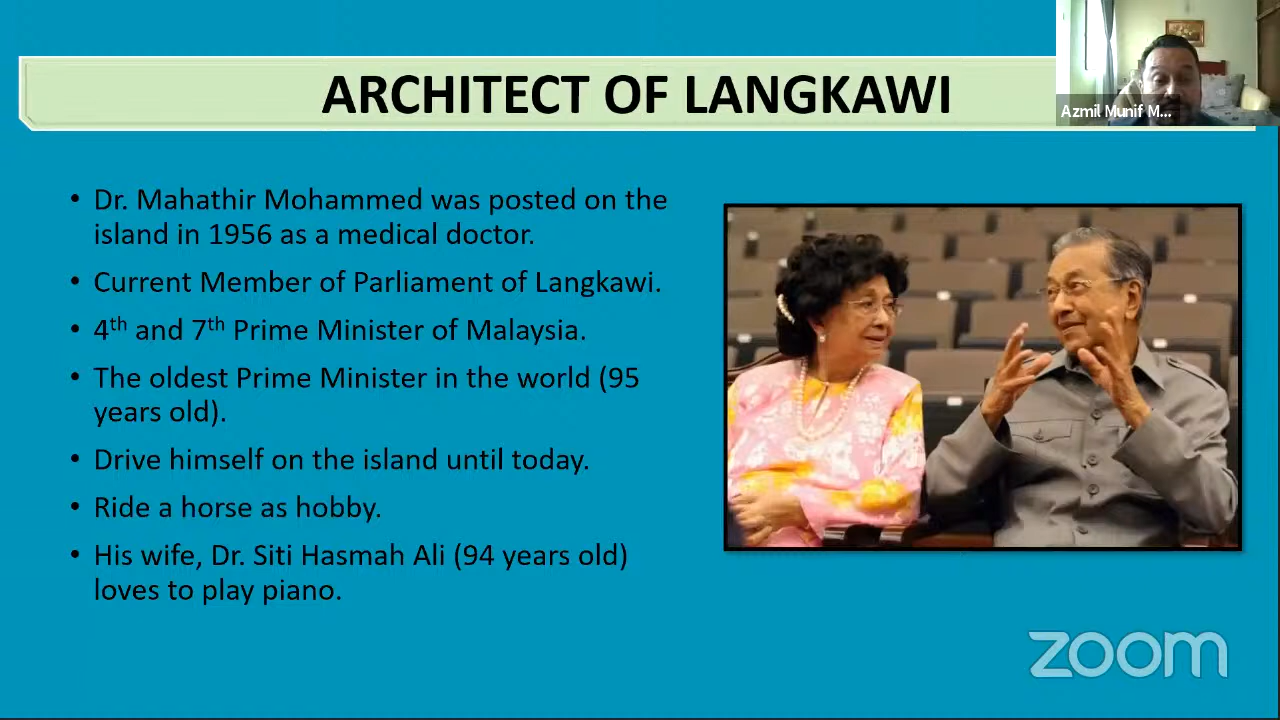 ARCHITECT OF LANGKAWI
Azmil Munif M...
• Dr. Mahathir Mohammed was posted on the
island in 1956 as a medical doctor.
• Current Member of Parliament of Langkawi.
• 4th and 7th Prime Minister of Malaysia.
• The oldest Prime Minister in the world (95
years old).
• Drive himself on the island until today.
• Ride a horse as hobby.
• His wife, Dr. Siti Hasmah Ali (94 years old)
loves to play piano.
zoom